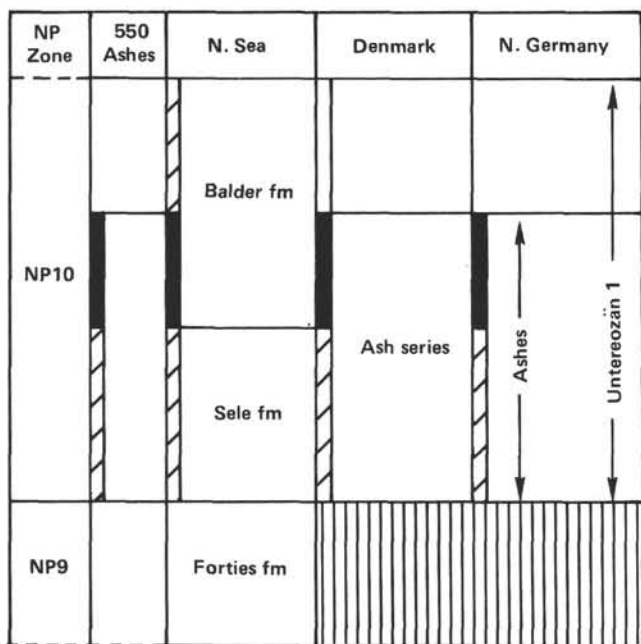 NP
Zone
550
Ashes
N. Sea
Denmark
N. Germany
Balder fm
NP10
Ash series
Ashes
Untereozän 1
Sele fm
NP9
Forties fm